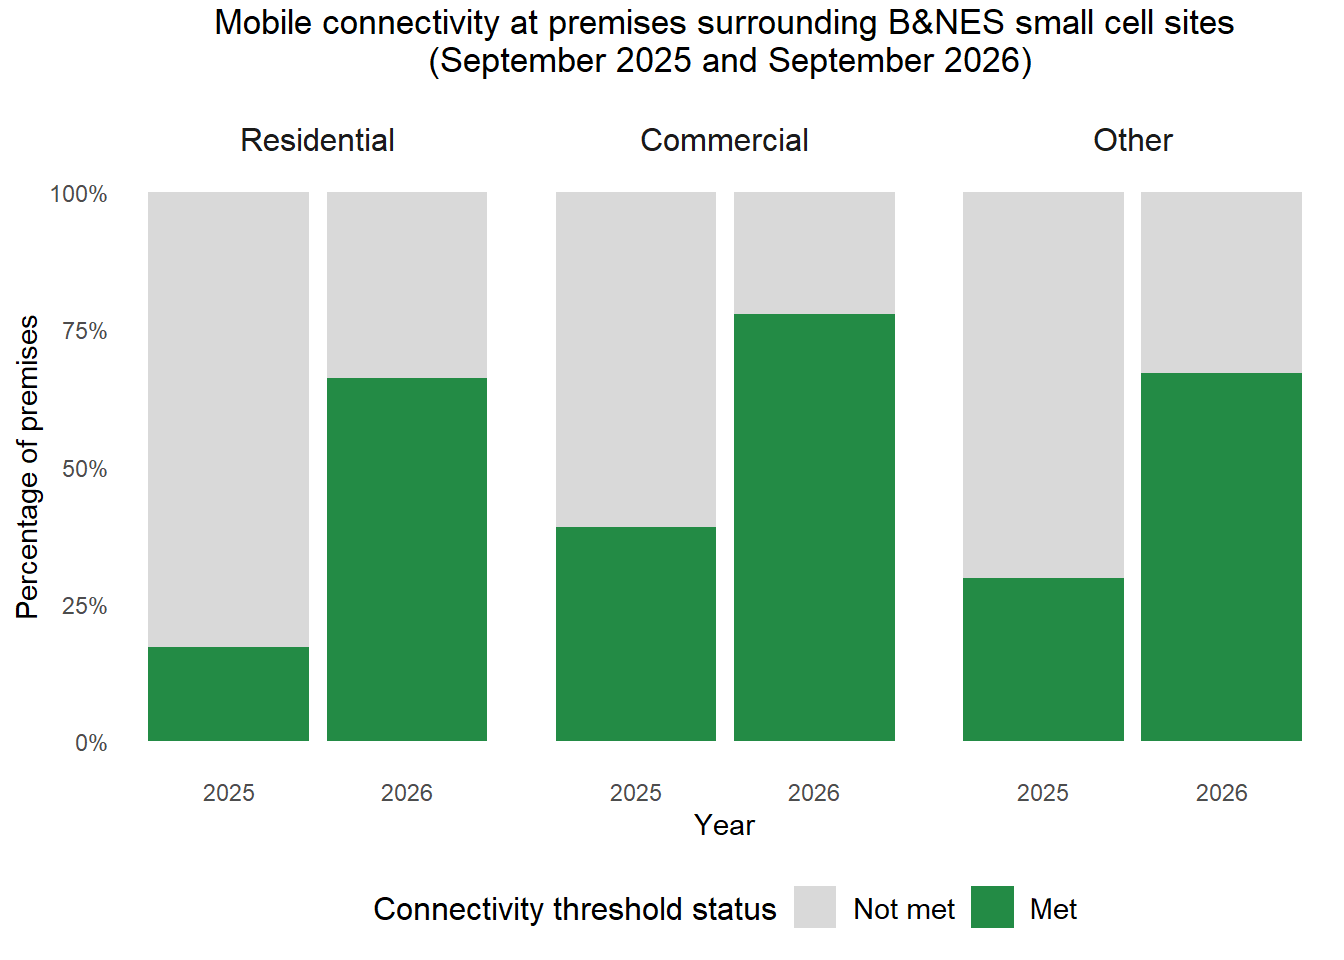 Mobile connectivity at premises surrounding B&NES small cell sites
(September 2025 and September 2026)
Residential
Commercial
Other
100%
75%
50%
25%
0%
Percentage of premises
2025
2026
2025
2026
2025
2026
Year
Connectivity threshold status
Not met
Met